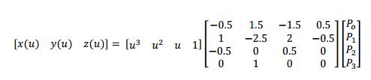 [x(u) y(u) z(u)] = [u³ u² u 1] [−0.5 1.5 −1.5 0.5] [P₀]
[1 −2.5 2 −0.5] [P₁]
[−0.5 0 0.5 0] [P₂]
[0 1 0 0] [P₃]